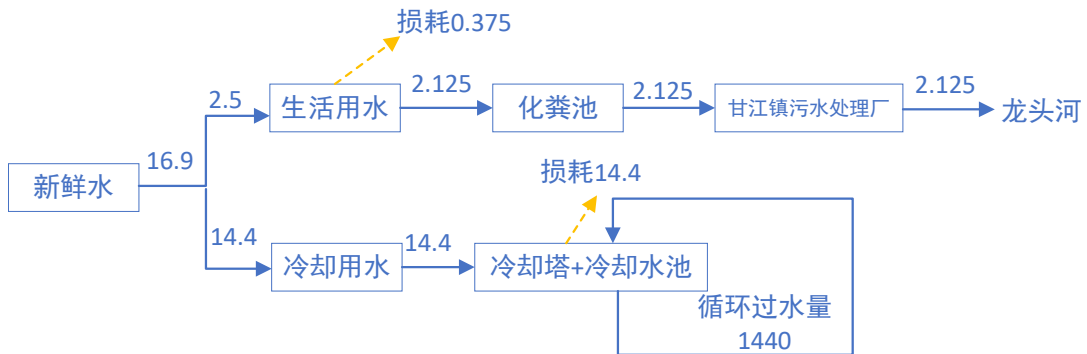 损耗0.375
2.5
生活用水
2.125
化粪池
2.125
甘江镇污水处理厂
2.125
龙头河
新鲜水
16.9
损耗14.4
14.4
冷却用水
14.4
冷却塔+冷却水池
循环过水量
1440